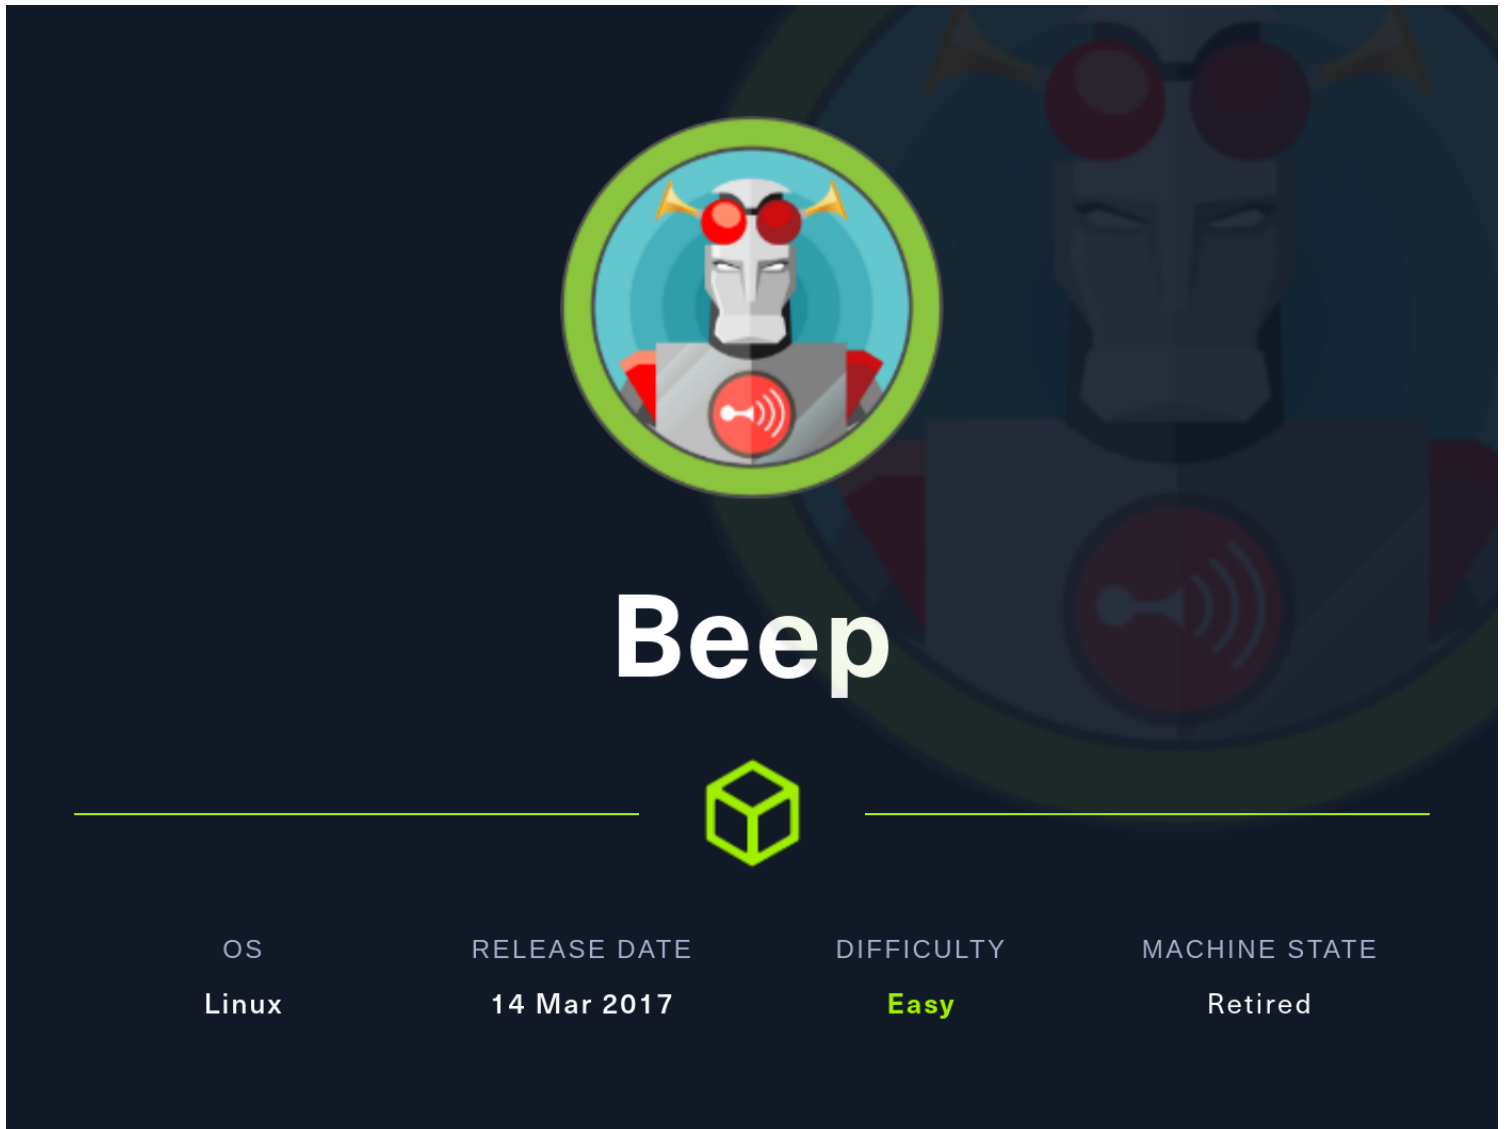 Beep
OS RELEASE DATE DIFFICULTY MACHINE STATE
Linux 14 Mar 2017 Easy Retired